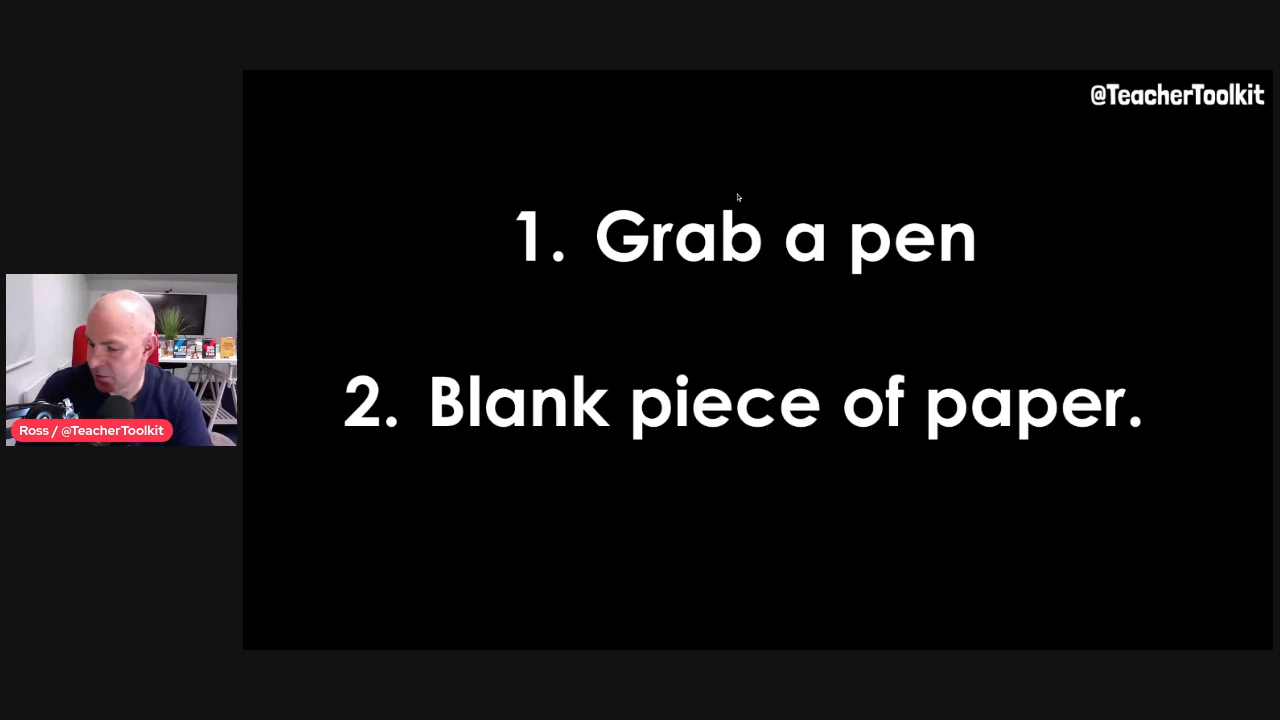 @TeacherToolkit
1. Grab a pen
2. Blank piece of paper.
Ross / @TeacherToolkit